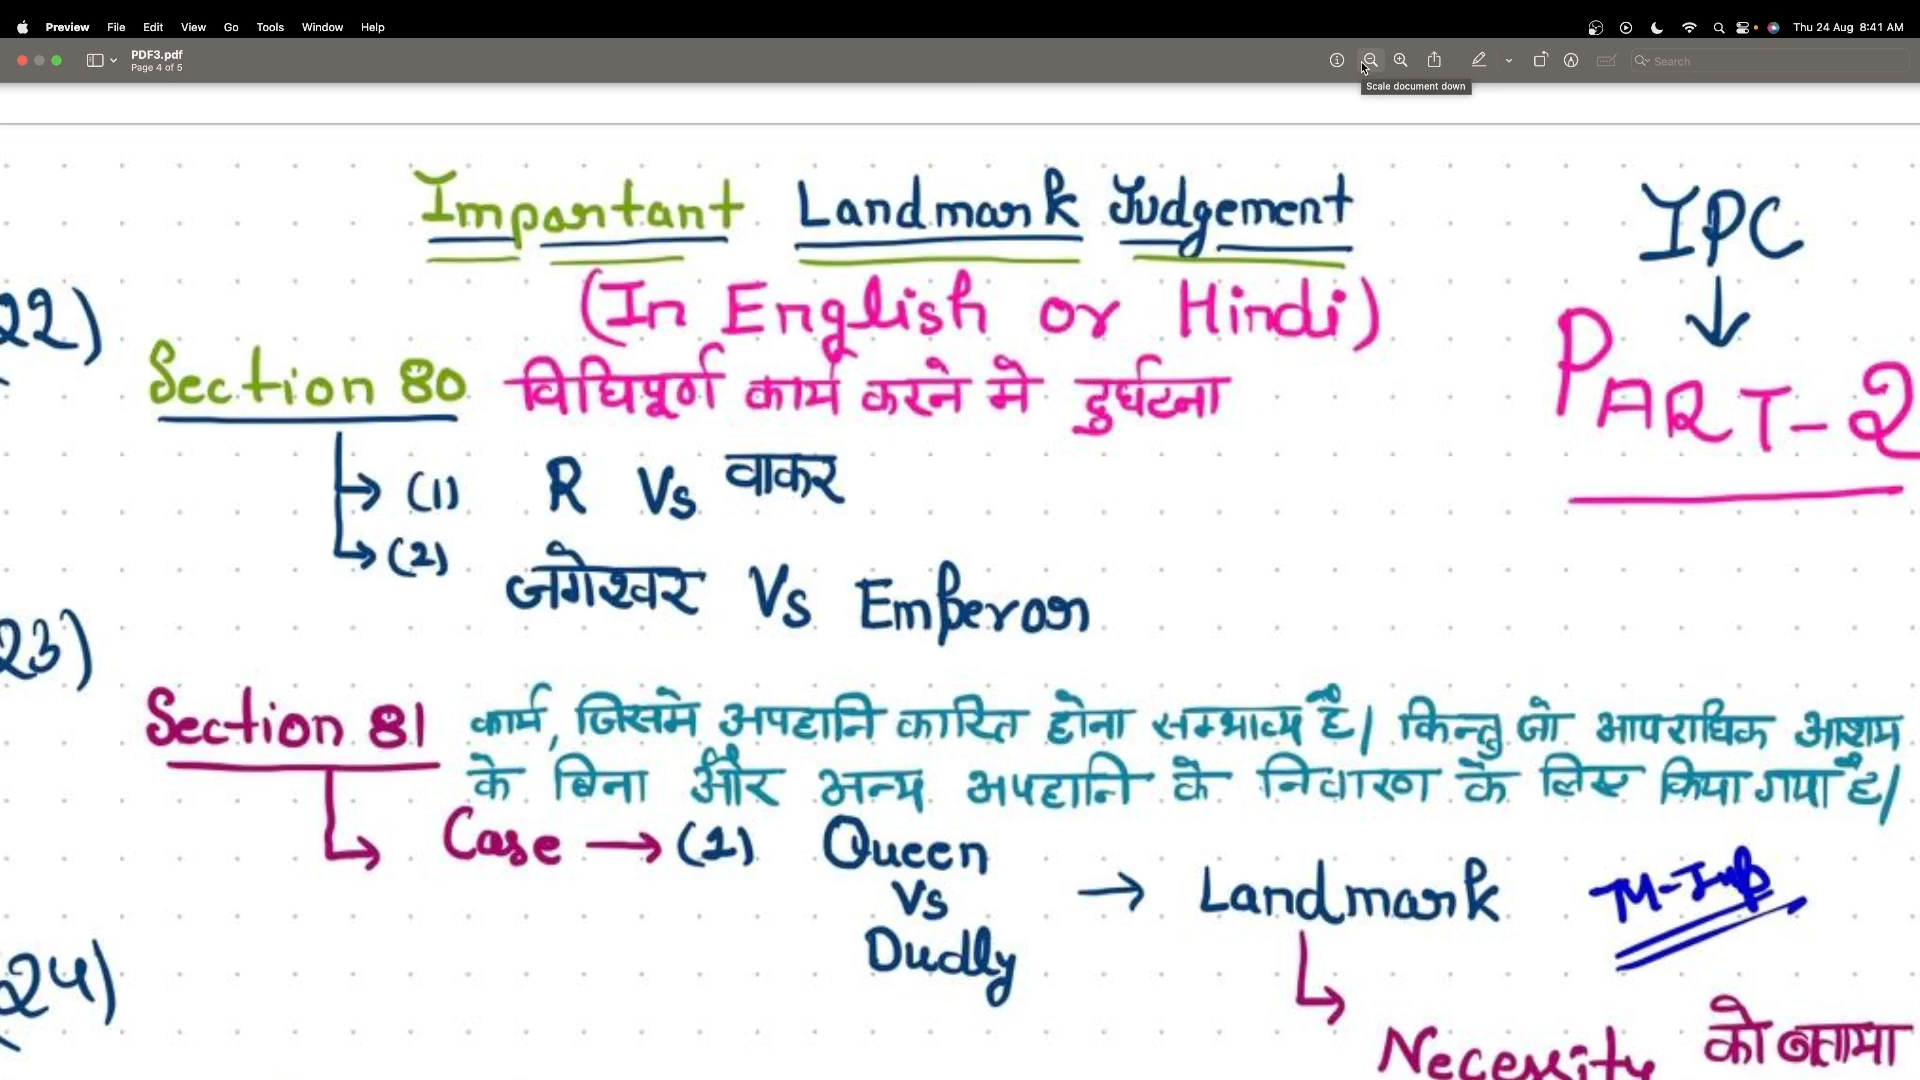 Preview File Edit View Go Tools Window Help Thu 24 Aug 8:41 AM
PDF3.pdf
Page 4 of 5
Search
Scale document down
Important Landmark Judgement
IPC
(In English or Hindi)
PART-2
22)
Section 80 विधिपूर्ण कार्य करने मे दुर्घटना
(1) R Vs वाकर
(2) जगेश्वर Vs Emperor
23)
Section 81 कार्य, जिसमे अपहानि कारित होना सम्भाव्य है। किन्तु जो आपराधिक आशय
के बिना और अन्य अपहानि के निवारण के लिए किया गया है।
Case → (1) Queen
Vs
Dudly
→ Landmark
M-Imp
24)
Necessity को बताया